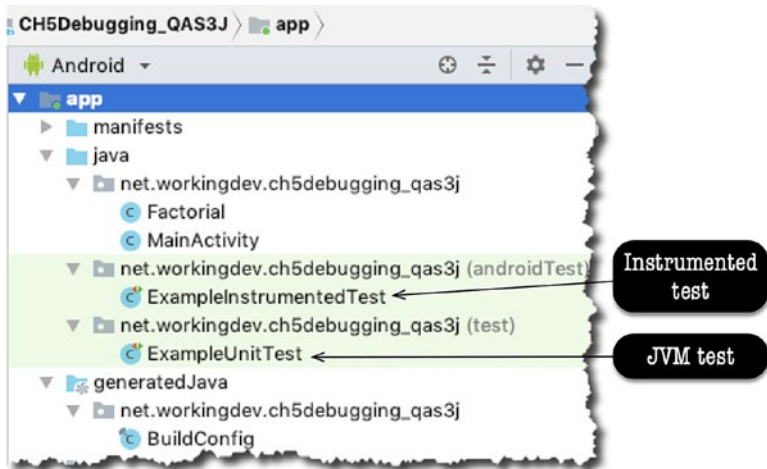 CH5Debugging_QAS3J app
Android
app
manifests
java
net.workingdev.ch5debugging_qas3j
Factorial
MainActivity
net.workingdev.ch5debugging_qas3j (androidTest)
ExampleInstrumentedTest
Instrumented
test
net.workingdev.ch5debugging_qas3j (test)
ExampleUnitTest
JVM test
generatedJava
net.workingdev.ch5debugging_qas3j
BuildConfig